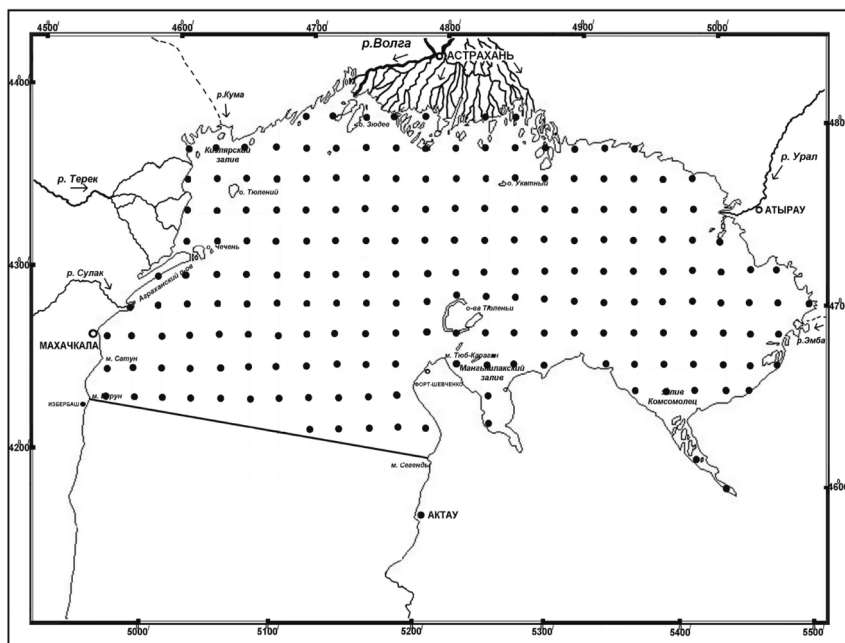 4500/ 4600/ 4700/ 4800/ 4900/ 5000/
р.Волга
АСТРАХАНЬ
4400/
р.Кума
о. Зюдев
4800/
Кизлярский
залив
р. Урал
р. Терек
о. Тюлений
о. Укатный
АТЫРАУ
о. Чечень
4300/
р. Сулак
Аграханский п-ов
о-ва Тюленьи
4700/
МАХАЧКАЛА
р.Эмба
м. Сатун
м. Тюб-Караган
Мангышлакский
залив
ФОРТ-ШЕВЧЕНКО
залив
Комсомолец
ИЗБЕРБАШ
м. Бурун
4200/
м. Сегенды
4600/
АКТАУ
5000/ 5100/ 5200/ 5300/ 5400/ 5500/